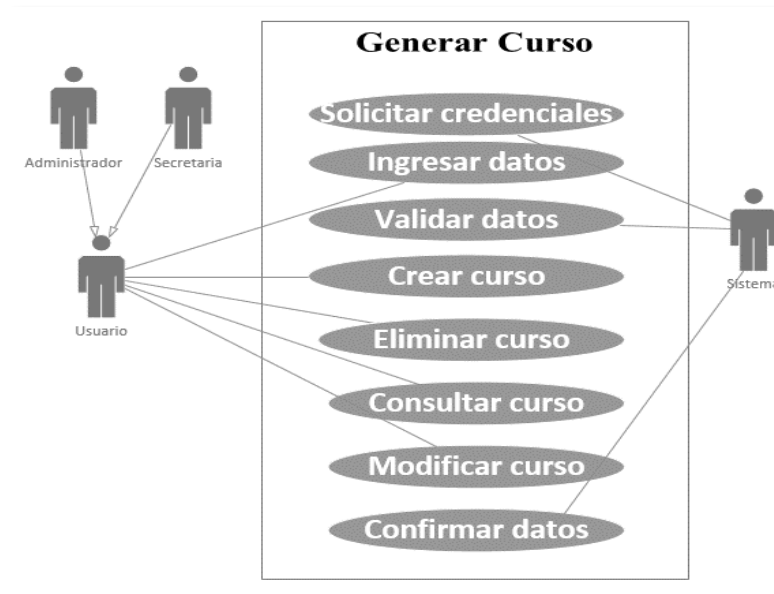 Generar Curso
Solicitar credenciales
Ingresar datos
Administrador
Secretaria
Validar datos
Crear curso
Sistema
Usuario
Eliminar curso
Consultar curso
Modificar curso
Confirmar datos